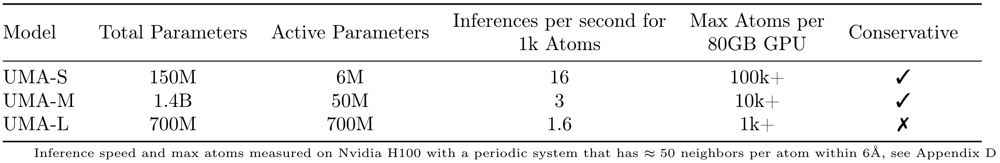 Model Total Parameters Active Parameters Inferences per second for 1k Atoms Max Atoms per 80GB GPU Conservative
UMA-S 150M 6M 16 100k+ ✓
UMA-M 1.4B 50M 3 10k+ ✓
UMA-L 700M 700M 1.6 1k+ ✗
Inference speed and max atoms measured on Nvidia H100 with a periodic system that has ≈ 50 neighbors per atom within 6Å, see Appendix D